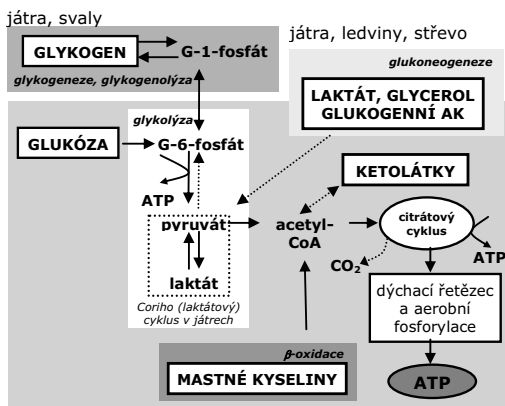 játra, svaly
GLYKOGEN
G-1-fosfát
glykogeneze, glykogenolýza
játra, ledviny, střevo
glukoneogeneze
LAKTÁT, GLYCEROL
GLUKOGENNÍ AK
glykolýza
GLUKÓZA
G-6-fosfát
ATP
KETOLÁTKY
pyruvát
acetyl-
CoA
citrátový
cyklus
ATP
CO2
laktát
Coriho (laktátový)
cyklus v játrech
dýchací řetězec
a aerobní
fosforylace
β-oxidace
MASTNÉ KYSELINY
ATP